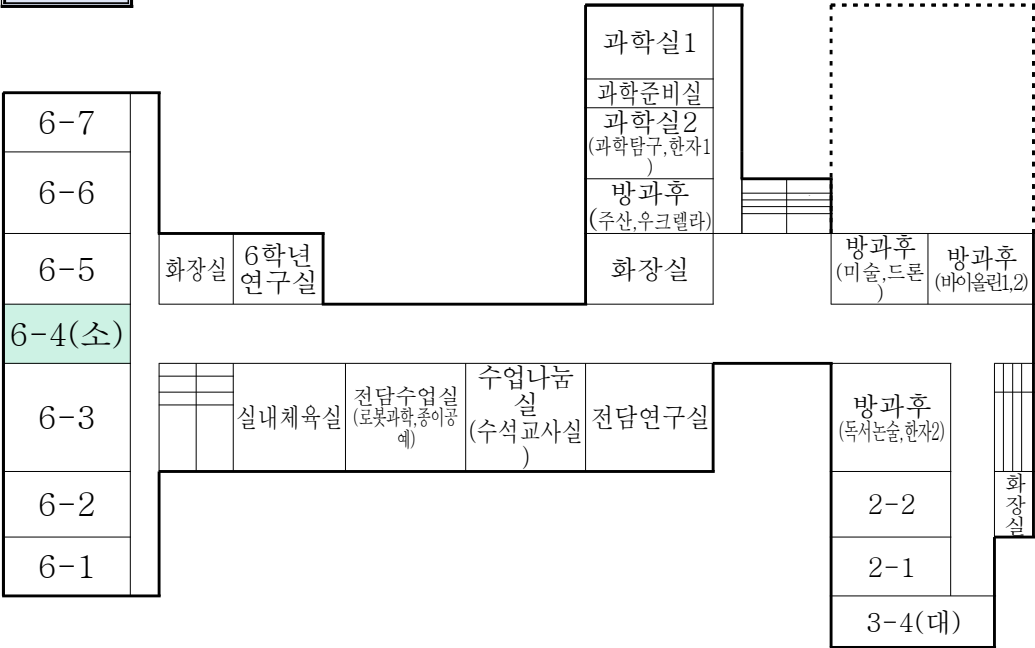 과학실1
과학준비실
과학실2
(과학탐구,한자1
)
방과후
(주산,우크렐라)
화장실
6-7
6-6
6-5
6-4(소)
6-3
6-2
6-1
화장실
6학년
연구실
방과후
(미술,드론
)
방과후
(바이올린1,2)
실내체육실
전담수업실
(로봇과학,종이공
예)
수업나눔
실
(수석교사실
)
전담연구실
방과후
(독서논술,한자2)
2-2
2-1
3-4(대)
화
장
실